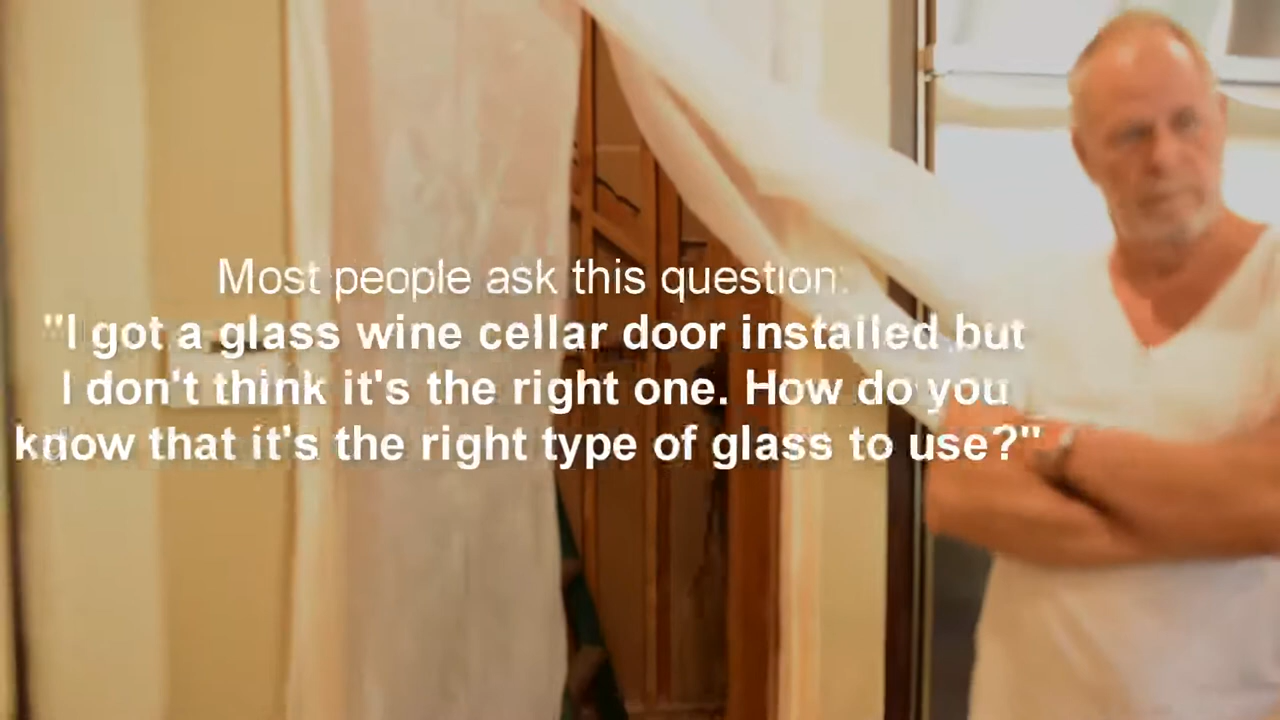 Most people ask this question:
"I got a glass wine cellar door installed but
I don't think it's the right one. How do you
know that it's the right type of glass to use?"